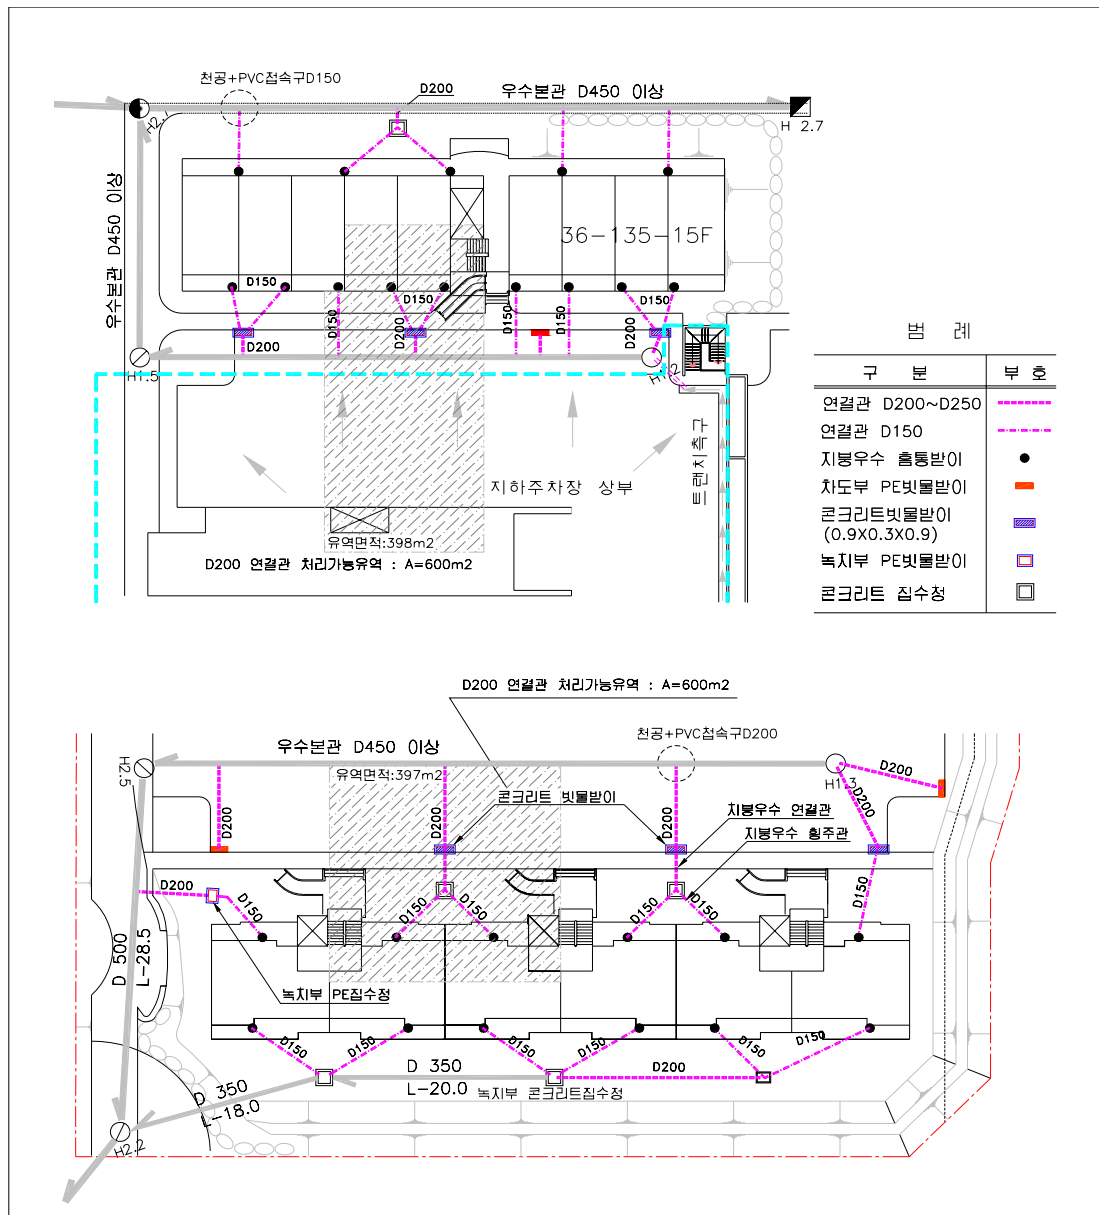 천공+PVC접속구D150
D200
우수본관 D450 이상
H2.7
H 2.7
우수본관 D450 이상
36-135-15F
D150
D150
D150
D150
D200
D150
D150
D200
D200
H1.5
H1.2
트랜치측구
지하주차장 상부
유역면적:398m2
D200 연결관 처리가능유역 : A=600m2
범 례
구 분
부 호
연결관 D200~D250
연결관 D150
지붕우수 홈통받이
차도부 PE빗물받이
콘크리트빗물받이
(0.9X0.3X0.9)
녹지부 PE빗물받이
콘크리트 집수정
D200 연결관 처리가능유역 : A=600m2
우수본관 D450 이상
천공+PVC접속구D200
H2.5
유역면적:397m2
D200
D200
콘크리트 빗물받이
지붕우수 연결관
지붕우수 횡주관
D200
D200
D200
D200
D150
D150
D150
D150
D150
D150
D 500
L-28.5
녹지부 PE집수정
D150
D150
D150
D150
D150
D150
D 350
L-20.0
D200
녹지부 콘크리트집수정
D 350
L-18.0
H2.2